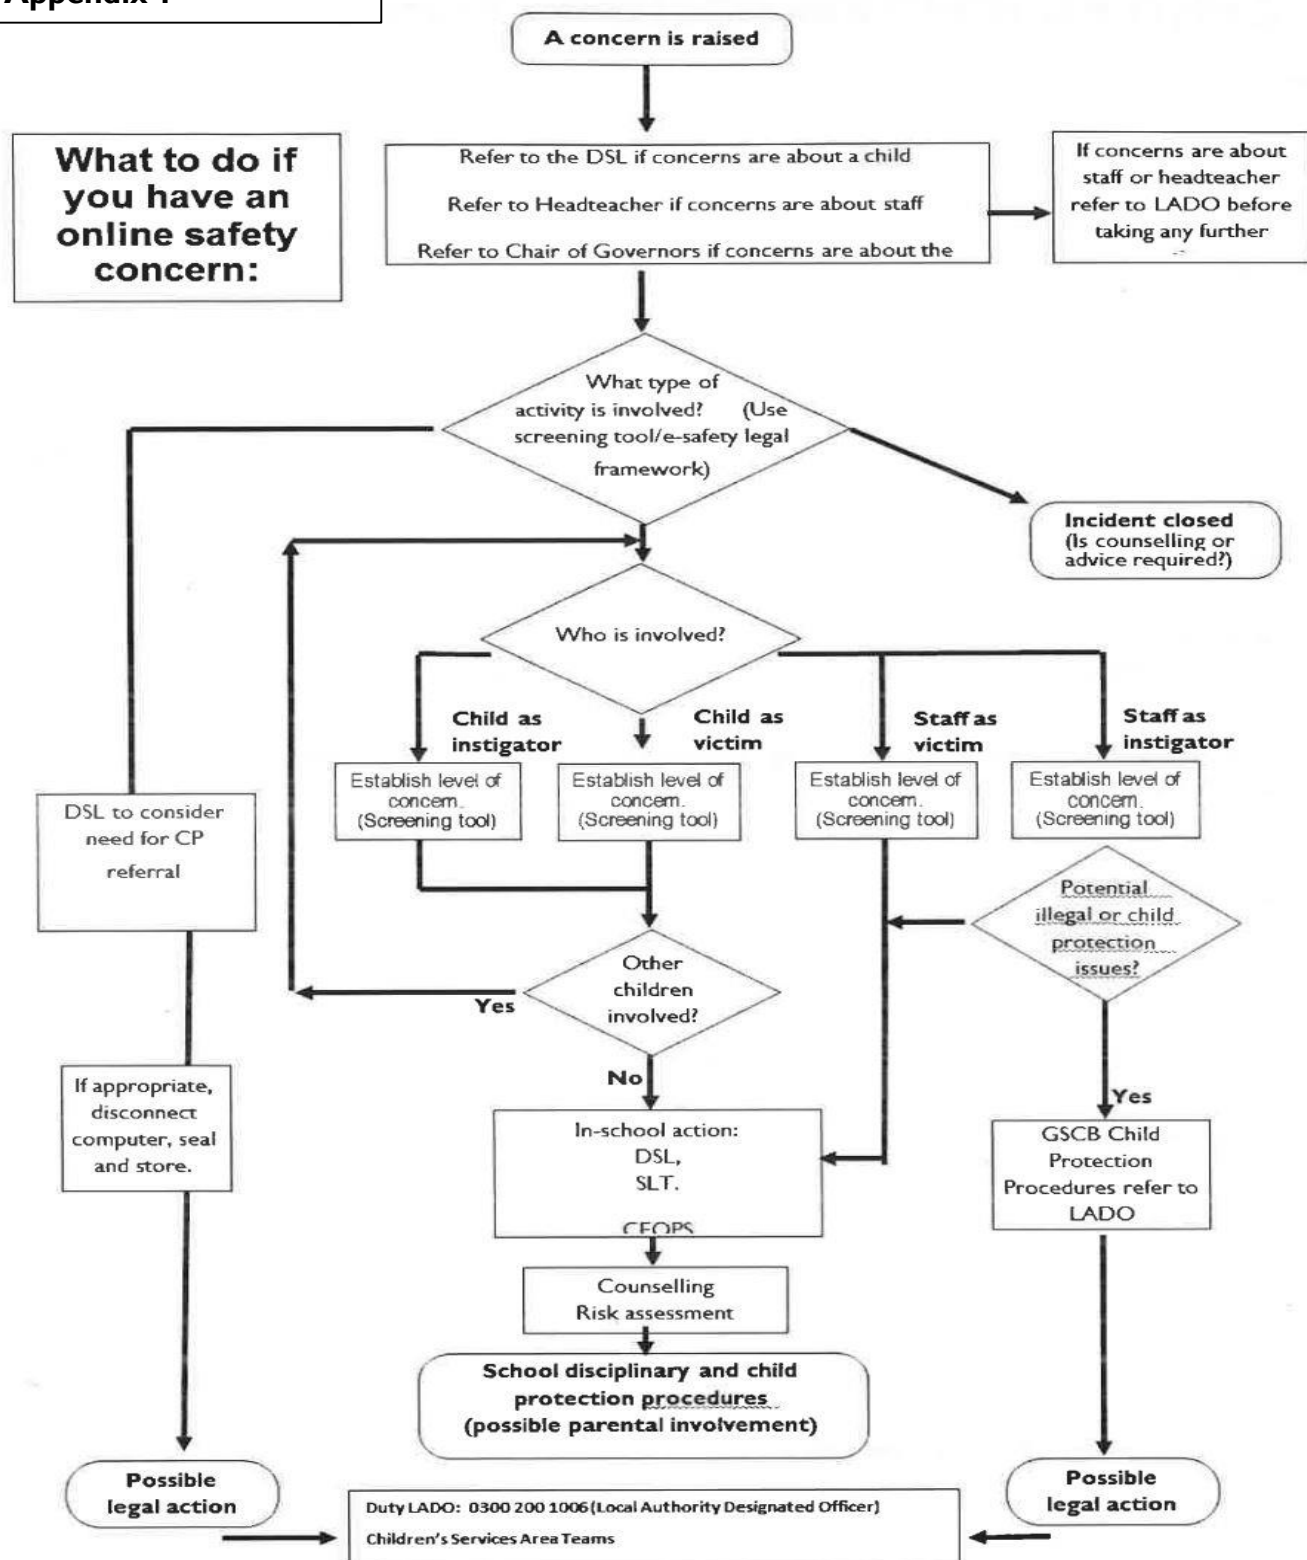 Appendix
A concern is raised
What to do if
you have an
online safety
concern:
Refer to the DSL if concerns are about a child
Refer to Headteacher if concerns are about staff
Refer to Chair of Governors if concerns are about the
If concerns are about
staff or headteacher
refer to LADO before
taking any further
What type of
activity is involved? (Use
screening tool/e-safety legal
framework)
Incident closed
(Is counselling or
advice required?)
Who is involved?
Child as
instigator
Child as
victim
Staff as
victim
Staff as
instigator
Establish level of
concern.
(Screening tool)
Establish level of
concern.
(Screening tool)
Establish level of
concern.
(Screening tool)
Establish level of
concern.
(Screening tool)
DSL to consider
need for CP
referral
Potential
illegal or child
protection
issues?
Other
children
involved?
Yes
No
If appropriate,
disconnect
computer, seal
and store.
Yes
In-school action:
DSL,
SLT.
CEOPS
GSCB Child
Protection
Procedures refer to
LADO
Counselling
Risk assessment
School disciplinary and child
protection procedures
(possible parental involvement)
Possible
legal action
Possible
legal action
Duty LADO: 0300 200 1006 (Local Authority Designated Officer)
Children's Services Area Teams